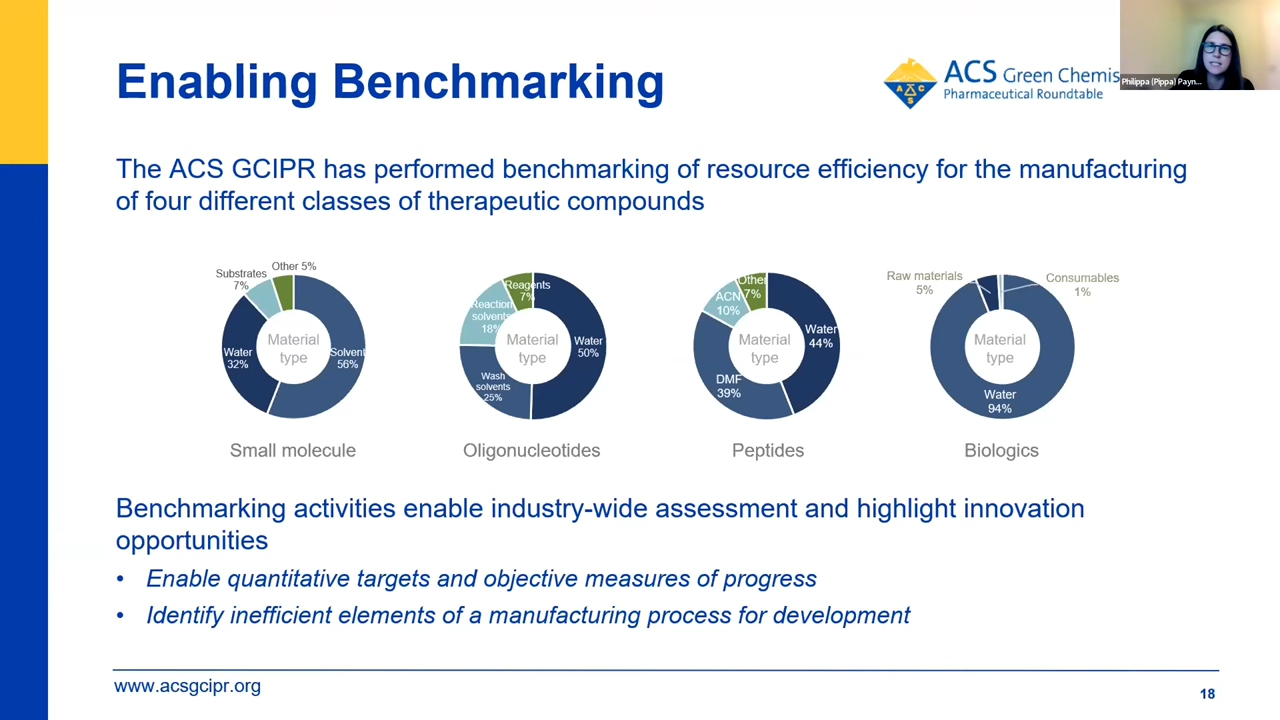 Enabling Benchmarking
ACS Green Chemis
Pharmaceutical Roundtable
A C S
Philippa (Pippa) Payn...
The ACS GCIPR has performed benchmarking of resource efficiency for the manufacturing
of four different classes of therapeutic compounds
Substrates
7%
Other 5%
Water
32%
Material
type
Solvent
56%
Small molecule
Reagents
7%
Reaction
solvents
18%
Material
type
Water
50%
Wash
solvents
25%
Oligonucleotides
Other
7%
ACN
10%
Material
type
Water
44%
DMF
39%
Peptides
Raw materials
5%
Consumables
1%
Material
type
Water
94%
Biologics
Benchmarking activities enable industry-wide assessment and highlight innovation
opportunities
• Enable quantitative targets and objective measures of progress
• Identify inefficient elements of a manufacturing process for development
www.acsgcipr.org
18